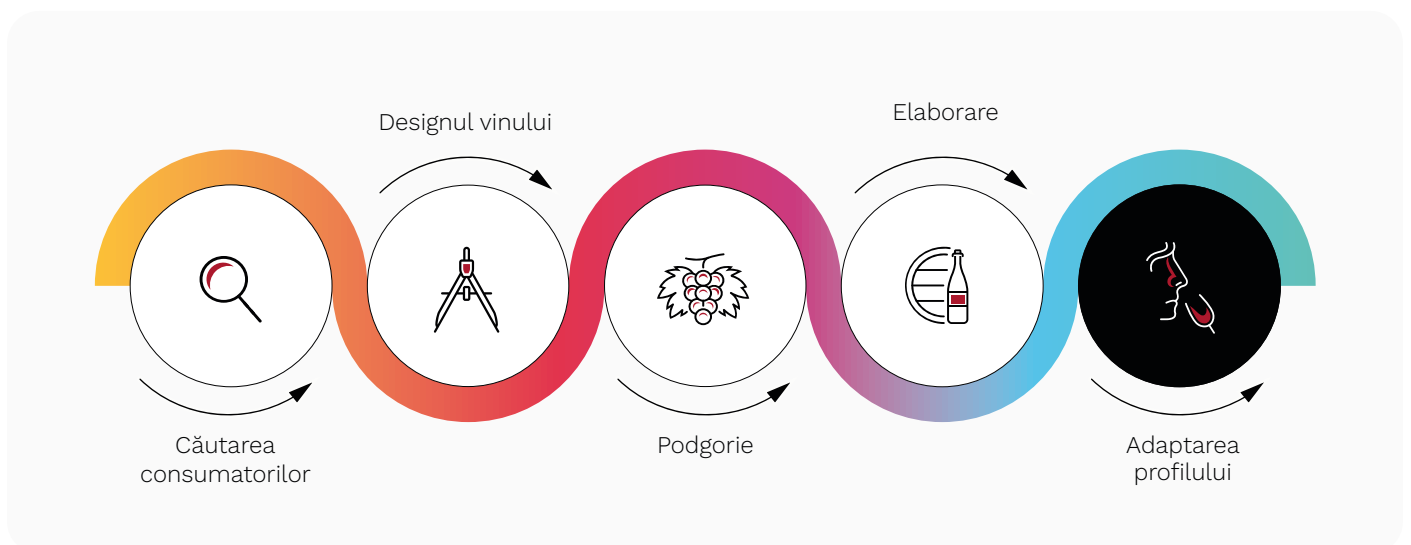 Căutarea
consumatorilor
Designul vinului
Podgorie
Elaborare
Adaptarea
profilului